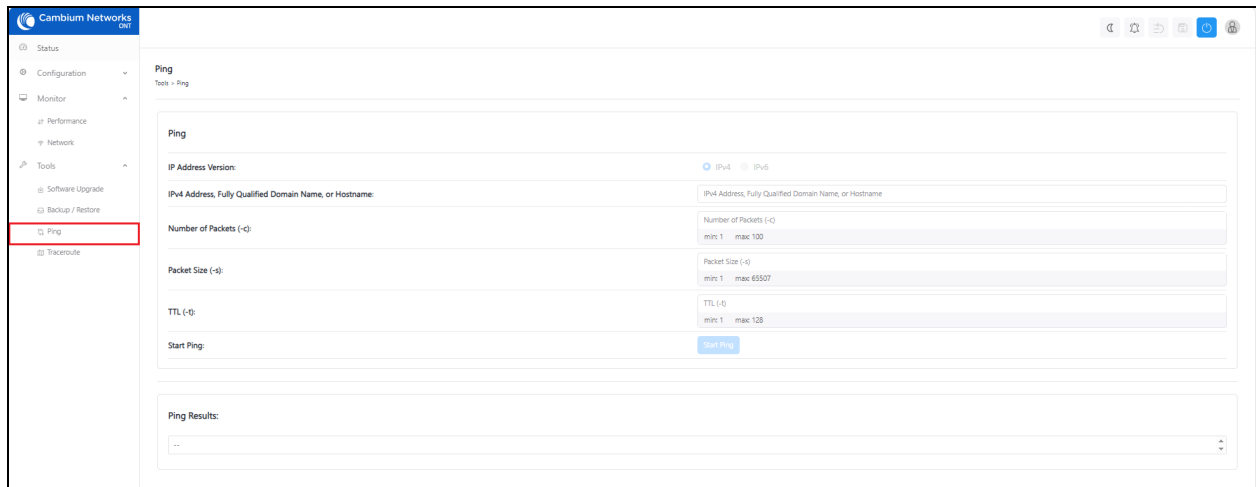 Cambium Networks
ONT
Status
Configuration
Monitor
Performance
Network
Tools
Software Upgrade
Backup / Restore
Ping
Traceroute
Ping
Tools > Ping
Ping
IP Address Version:
IPv4 IPv6
IPv4 Address, Fully Qualified Domain Name, or Hostname:
IPv4 Address, Fully Qualified Domain Name, or Hostname
Number of Packets (-c):
Number of Packets (-c)
min: 1 max: 100
Packet Size (-s):
Packet Size (-s)
min: 1 max: 65507
TTL (-t):
TTL (-t)
min: 1 max: 128
Start Ping:
Start Ping
Ping Results:
--